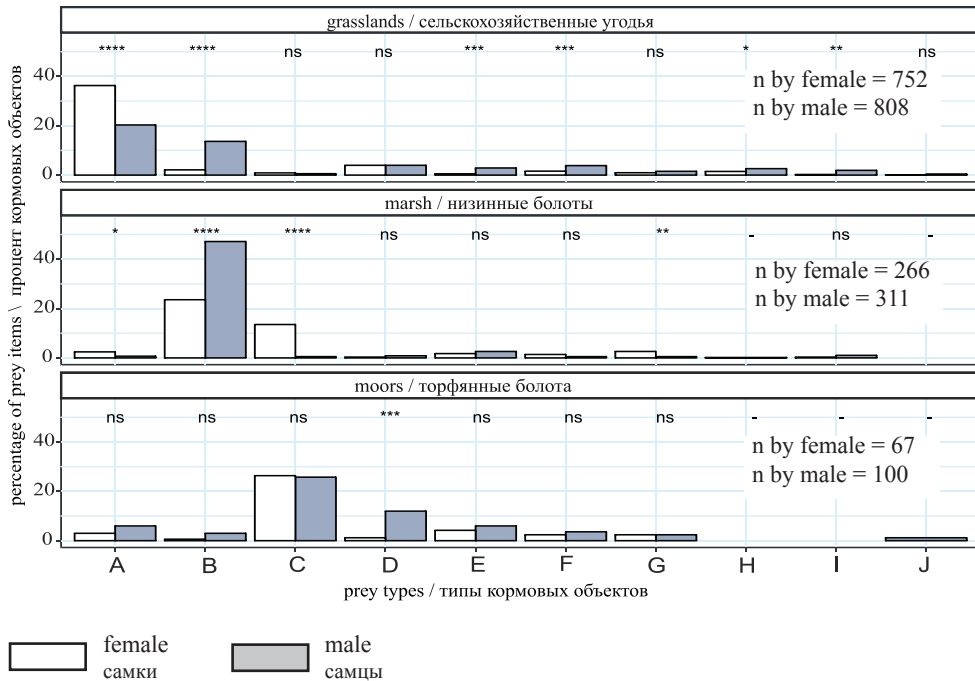 grasslands / сельскохозяйственные угодья
**** **** ns ns *** *** ns * ** ns
n by female = 752
n by male = 808
40
20
0
marsh / низинные болоты
* **** **** ns ns ns ** - ns -
n by female = 266
n by male = 311
40
20
0
moors / торфянные болота
ns ns ns *** ns ns ns - - -
n by female = 67
n by male = 100
40
20
0
percentage of prey items \ процент кормовых объектов
A B C D E F G H I J
prey types / типы кормовых объектов
female male
самки самцы